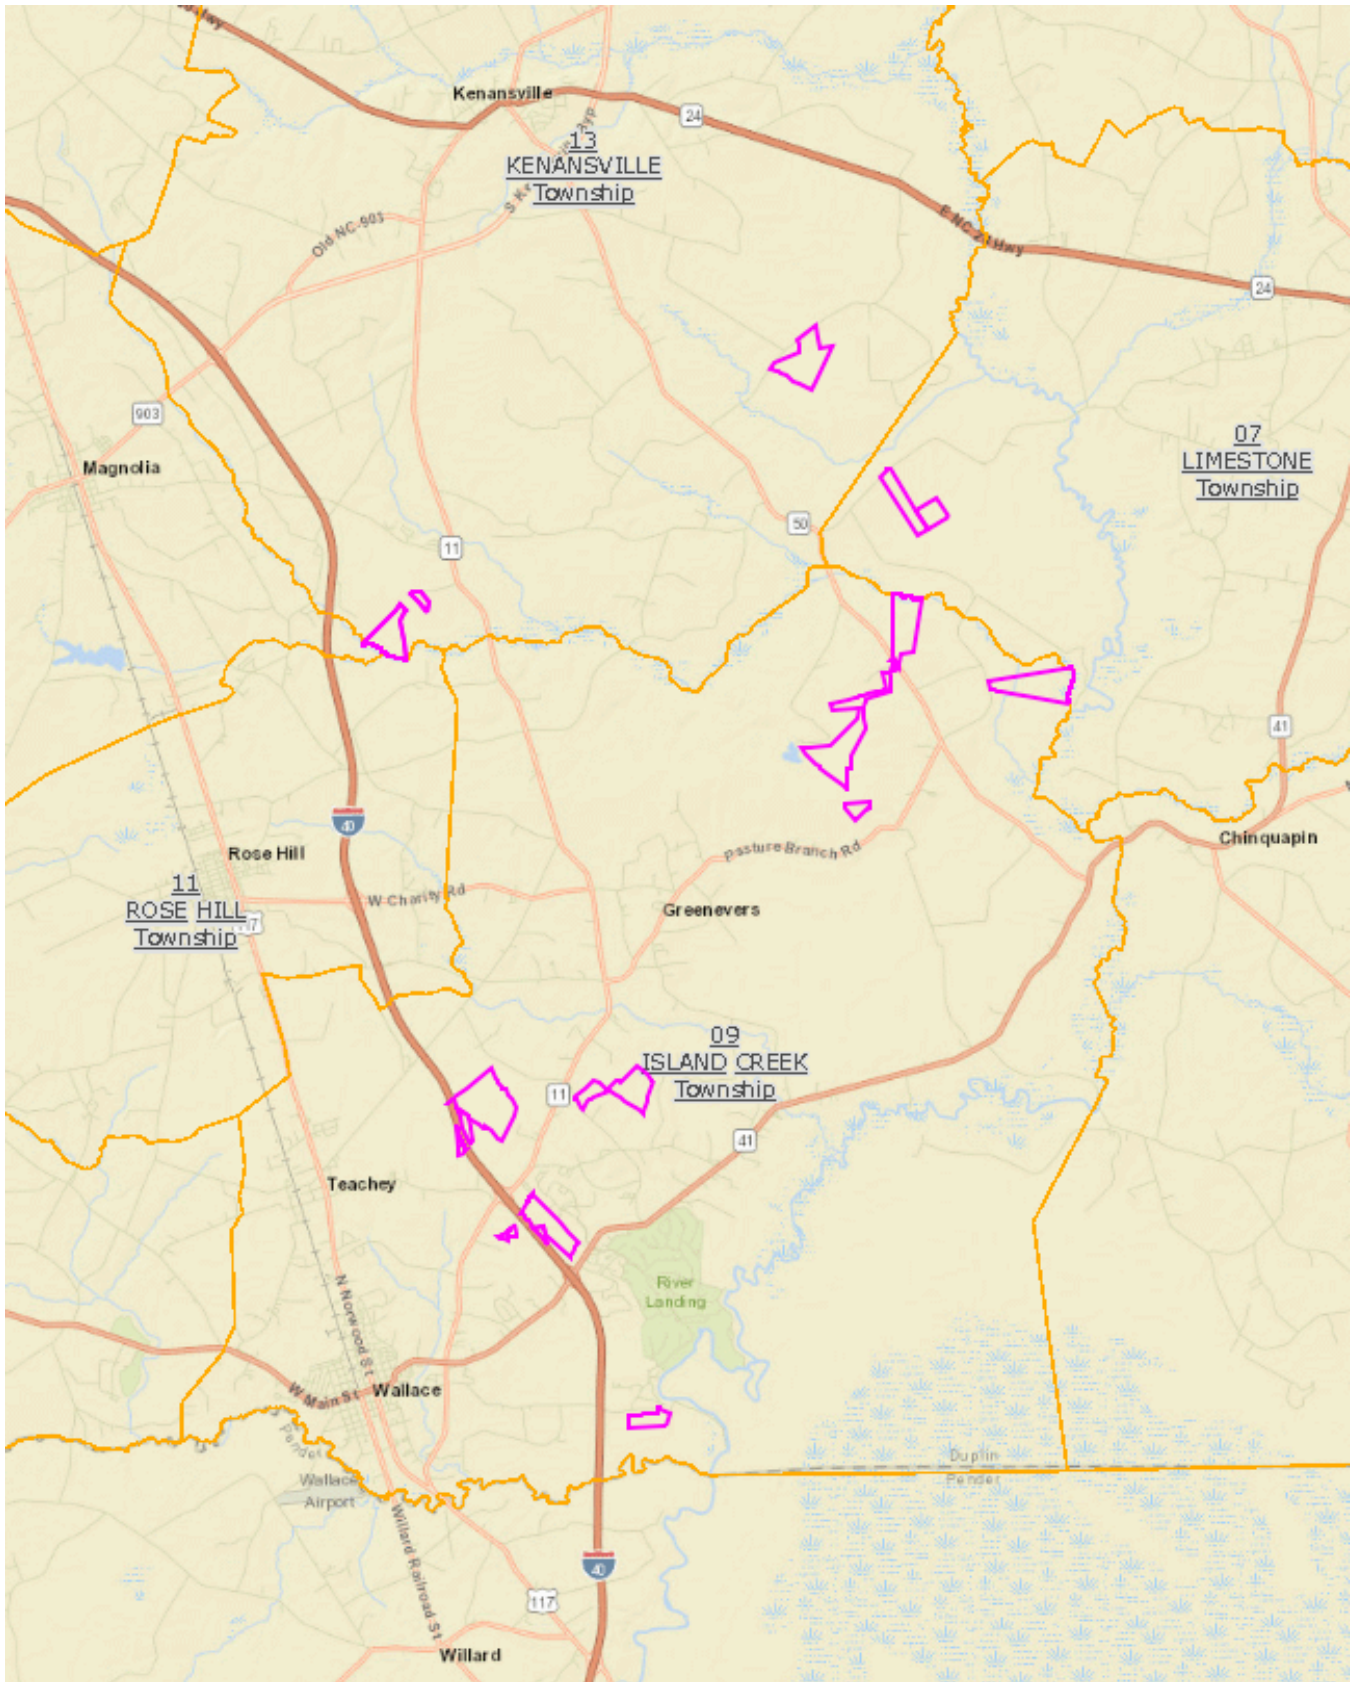 Kenansville
24
13
KENANSVILLE
Township
Old NC-903
E NC 24 Hwy
24
903
Magnolia
07
LIMESTONE
Township
50
11
41
40
Rose Hill
Chinquapin
Pasture Branch Rd
11
ROSE HILL
Township
W Charity Rd
Greenevers
09
ISLAND CREEK
Township
11
41
Teachey
River
Landing
N Norwood St
W Main St
Wallace
Pender
Duplin
Pender
Wallace
Airport
Willard Railroad St
40
117
Willard